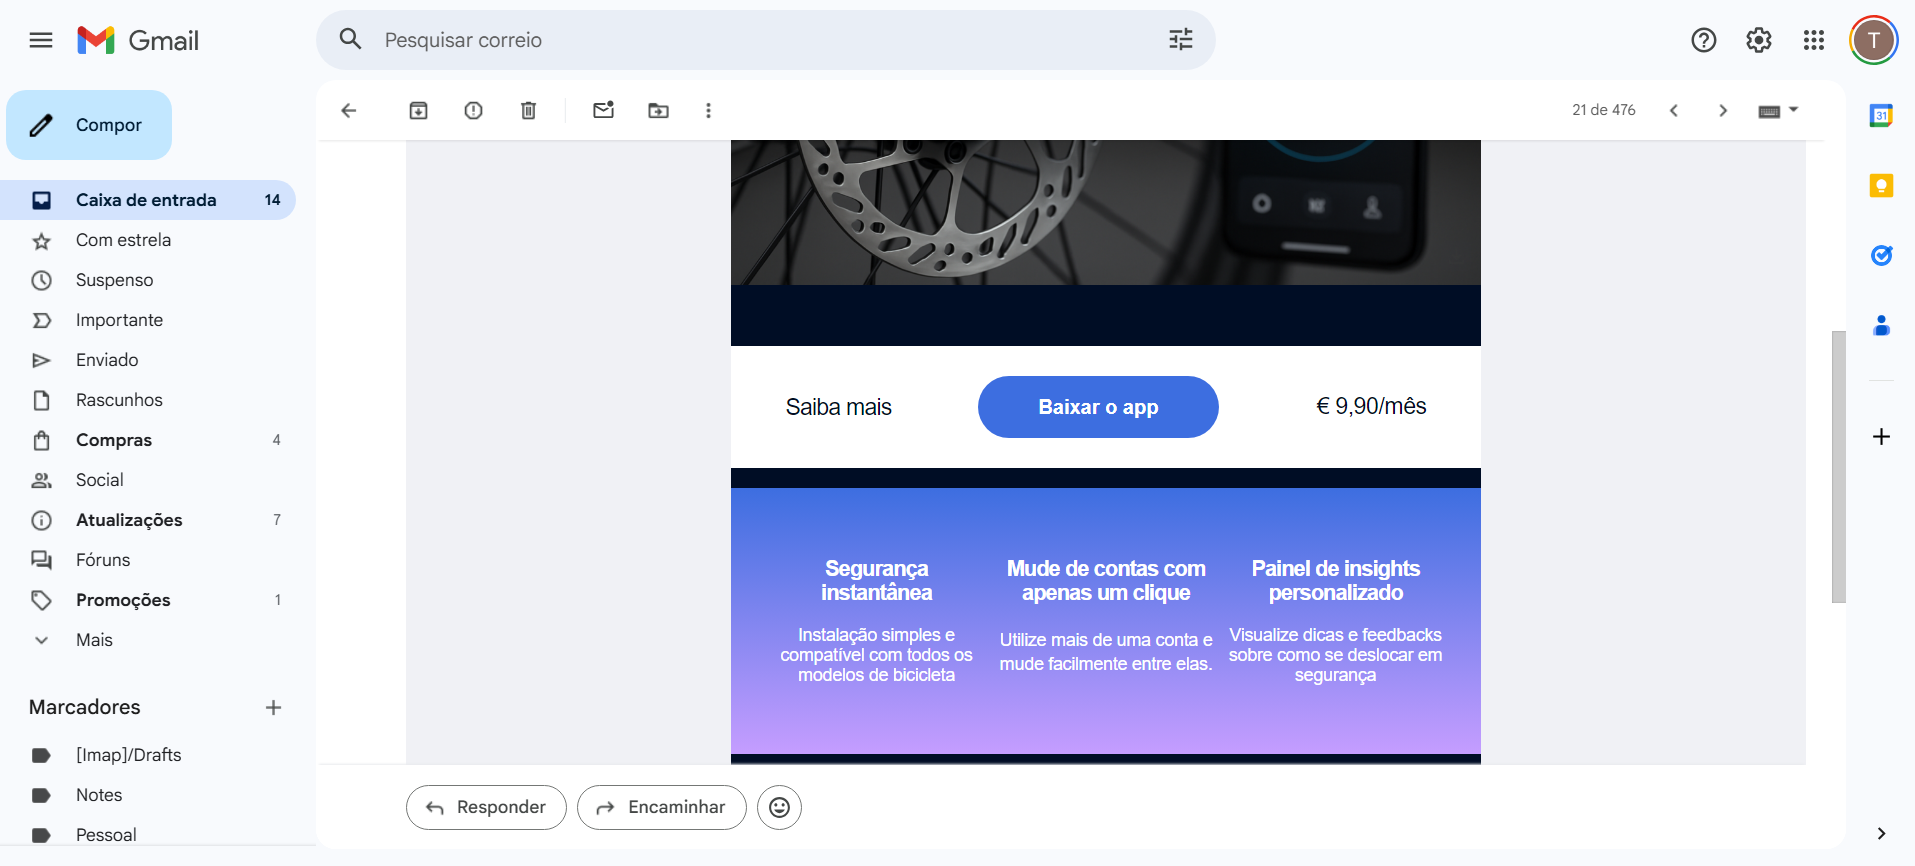 Gmail
Pesquisar correio
T
Compor
21 de 476
31
Caixa de entrada 14
Com estrela
Suspenso
Importante
Enviado
Rascunhos
Compras 4
Social
Atualizações 7
Fóruns
Promoções 1
Mais
Marcadores
[Imap]/Drafts
Notes
Pessoal
Saiba mais
Baixar o app
€ 9,90/mês
Segurança
instantânea
Instalação simples e
compatível com todos os
modelos de bicicleta
Mude de contas com
apenas um clique
Utilize mais de uma conta e
mude facilmente entre elas.
Painel de insights
personalizado
Visualize dicas e feedbacks
sobre como se deslocar em
segurança
Responder
Encaminhar